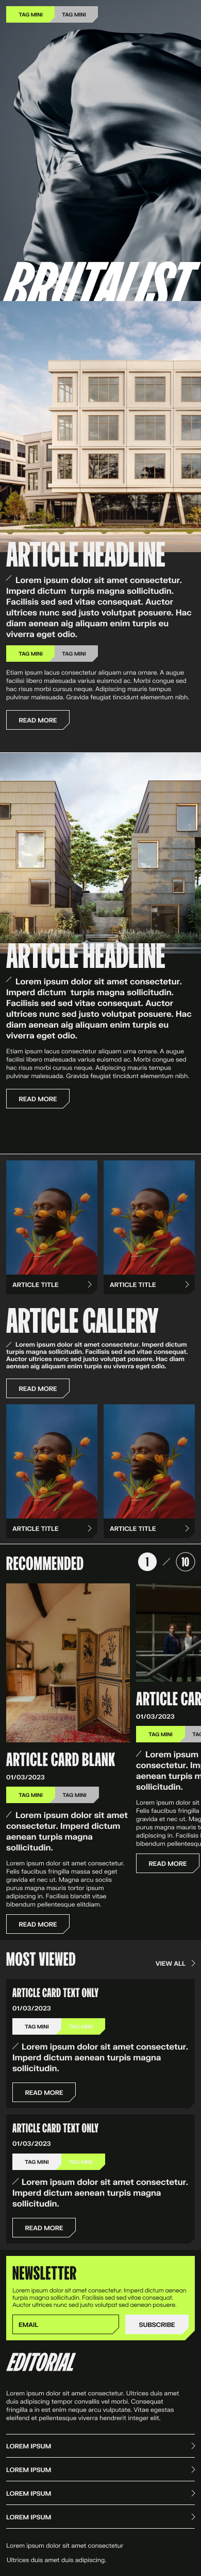 TAG MINI TAG MINI
BRUTALIST
ARTICLE HEADLINE
Lorem ipsum dolor sit amet consectetur.
Imperd dictum turpis magna sollicitudin.
Facilisis sed sed vitae consequat. Auctor
ultrices nunc sed justo volutpat posuere. Hac
diam aenean aig aliquam enim turpis eu
viverra eget odio.
TAG MINI TAG MINI
Etiam ipsum lacus consectetur aliquam urna ornare. A augue
facilisi libero malesuada varius euismod ac. Morbi congue sed
hac risus morbi cursus neque. Adipiscing mauris tempus
pulvinar malesuada. Gravida feugiat tincidunt elementum nibh.
READ MORE
ARTICLE HEADLINE
Lorem ipsum dolor sit amet consectetur.
Imperd dictum turpis magna sollicitudin.
Facilisis sed sed vitae consequat. Auctor
ultrices nunc sed justo volutpat posuere. Hac
diam aenean aig aliquam enim turpis eu
viverra eget odio.
Etiam ipsum lacus consectetur aliquam urna ornare. A augue
facilisi libero malesuada varius euismod ac. Morbi congue sed
hac risus morbi cursus neque. Adipiscing mauris tempus
pulvinar malesuada. Gravida feugiat tincidunt elementum nibh.
READ MORE
ARTICLE TITLE
ARTICLE TITLE
ARTICLE GALLERY
Lorem ipsum dolor sit amet consectetur. Imperd dictum
turpis magna sollicitudin. Facilisis sed sed vitae consequat.
Auctor ultrices nunc sed justo volutpat posuere. Hac diam
aenean aig aliquam enim turpis eu viverra eget odio.
READ MORE
ARTICLE TITLE
ARTICLE TITLE
RECOMMENDED
1 / 10
ARTICLE CARD BLANK
01/03/2023
TAG MINI TAG MINI
Lorem ipsum dolor sit amet
consectetur. Imperd dictum
aenean turpis magna
sollicitudin.
Lorem ipsum dolor sit amet consectetur.
Felis faucibus fringilla massa sed eget
gravida et nec ut. Magna arcu sociis
purus magna mauris tortor ipsum
adipiscing in. Facilisis blandit vitae
bibendum pellentesque elitdiam.
READ MORE
ARTICLE CAR
01/03/2023
TAG MINI TAG
Lorem ipsum
consectetur. Im
aenean turpis m
sollicitudin.
Lorem ipsum dolor sit
Felis faucibus fringilla
gravida et nec ut. Mag
purus magna mauris t
adipiscing in. Facilisis
bibendum pellentesqu
READ MORE
MOST VIEWED
VIEW ALL
ARTICLE CARD TEXT ONLY
01/03/2023
TAG MINI TAG MINI
Lorem ipsum dolor sit amet consectetur.
Imperd dictum aenean turpis magna
sollicitudin.
READ MORE
ARTICLE CARD TEXT ONLY
01/03/2023
TAG MINI TAG MINI
Lorem ipsum dolor sit amet consectetur.
Imperd dictum aenean turpis magna
sollicitudin.
READ MORE
NEWSLETTER
Lorem ipsum dolor sit amet consectetur. Imperdum dictum aenean
turpis magna sollicitudin. Facilisis sed sed vitae consequat.
Auctor ultrices nunc sed justo volutpat sed aenean posuere.
EMAIL
SUBSCRIBE
EDITORIAL
Lorem ipsum dolor sit amet consectetur. Ultricies duis amet
duis adipiscing tempor convallis vel morbi. Consequat
fringilla a in est enim neque arcu vulputate. Vitae egestas
eleifend et pellentesque viverra hendrerit integer elit.
LOREM IPSUM
LOREM IPSUM
LOREM IPSUM
LOREM IPSUM
Lorem ipsum dolor sit amet consectetur
Ultrices duis amet duis adipiscing.